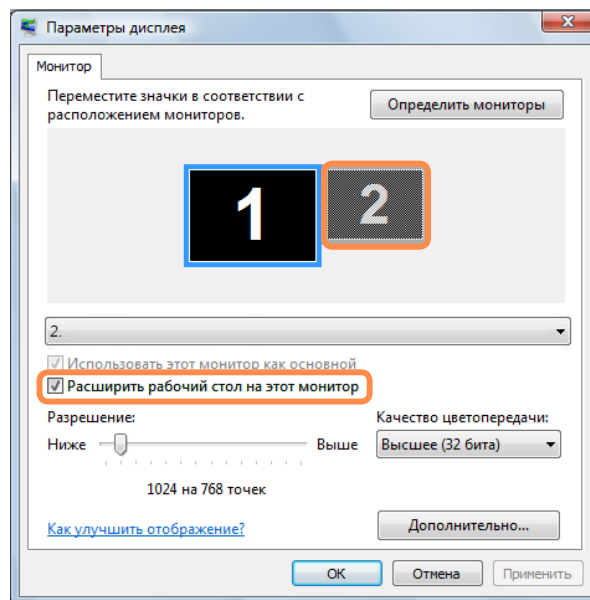 Параметры дисплея
Монитор
Переместите значки в соответствии с
расположением мониторов.
Определить мониторы
1
2
2.
Использовать этот монитор как основной
Расширить рабочий стол на этот монитор
Разрешение:
Качество цветопередачи:
Ниже
Выше
Высшее (32 бита)
1024 на 768 точек
Как улучшить отображение?
Дополнительно...
ОК
Отмена
Применить